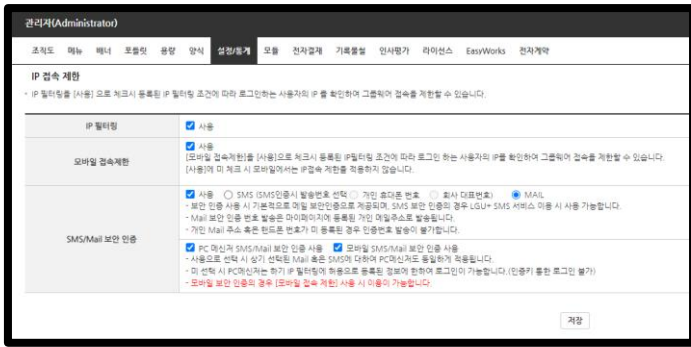 관리자(Administrator)
조직도 메뉴 배너 포틀릿 용량 양식 설정/통계 모듈 전자결재 기록물철 인사평가 라이선스 EasyWorks 전자계약
IP 접속 제한
- IP 필터링을 [사용] 으로 체크시 등록된 IP 필터링 조건에 따라 로그인하는 사용자의 IP 를 확인하여 그룹웨어 접속을 제한할 수 있습니다.
IP 필터링
사용
모바일 접속제한
사용
[모바일 접속제한]을 [사용]으로 체크시 등록된 IP필터링 조건에 따라 로그인 하는 사용자의 IP를 확인하여 그룹웨어 접속을 제한할 수 있습니다.
[사용]에 미 체크 시 모바일에서는 IP접속 제한을 적용하지 않습니다.
SMS/Mail 보안 인증
사용 SMS (SMS인증시 발송번호 선택 개인 휴대폰 번호 회사 대표번호) MAIL
- 보안 인증 사용 시 기본적으로 메일 보안인증으로 제공되며, SMS 보안 인증의 경우 LGU+ SMS 서비스 이용 시 사용 가능합니다.
- Mail 보안 인증 번호 발송은 마이페이지에 등록된 개인 메일주소로 발송됩니다.
- 개인 Mail 주소 혹은 핸드폰 번호가 미 등록된 경우 인증번호 발송이 불가합니다.
PC 메신저 SMS/Mail 보안 인증 사용 모바일 SMS/Mail 보안 인증 사용
- 사용으로 선택 시 상기 선택된 Mail 혹은 SMS에 대하여 PC메신저도 동일하게 적용됩니다.
- 미 선택 시 PC메신저는 하기 IP 필터링에 허용으로 등록된 정보에 한하여 로그인이 가능합니다.(인증키 통한 로그인 불가)
- 모바일 보안 인증의 경우 [모바일 접속 제한] 사용 시 이용이 가능합니다.
저장